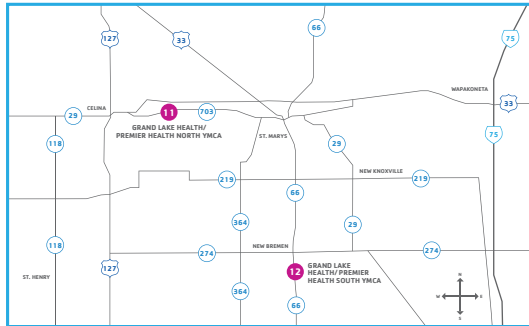 66
75
127
33
WAPAKONETA
33
CELINA
11
703
29
GRAND LAKE HEALTH/
PREMIER HEALTH NORTH YMCA
ST. MARYS
75
118
29
NEW KNOXVILLE
219
219
66
364
29
118
NEW BREMEN
274
274
127
12
GRAND LAKE
HEALTH/PREMIER
HEALTH SOUTH YMCA
ST. HENRY
364
66
N
W
E
S